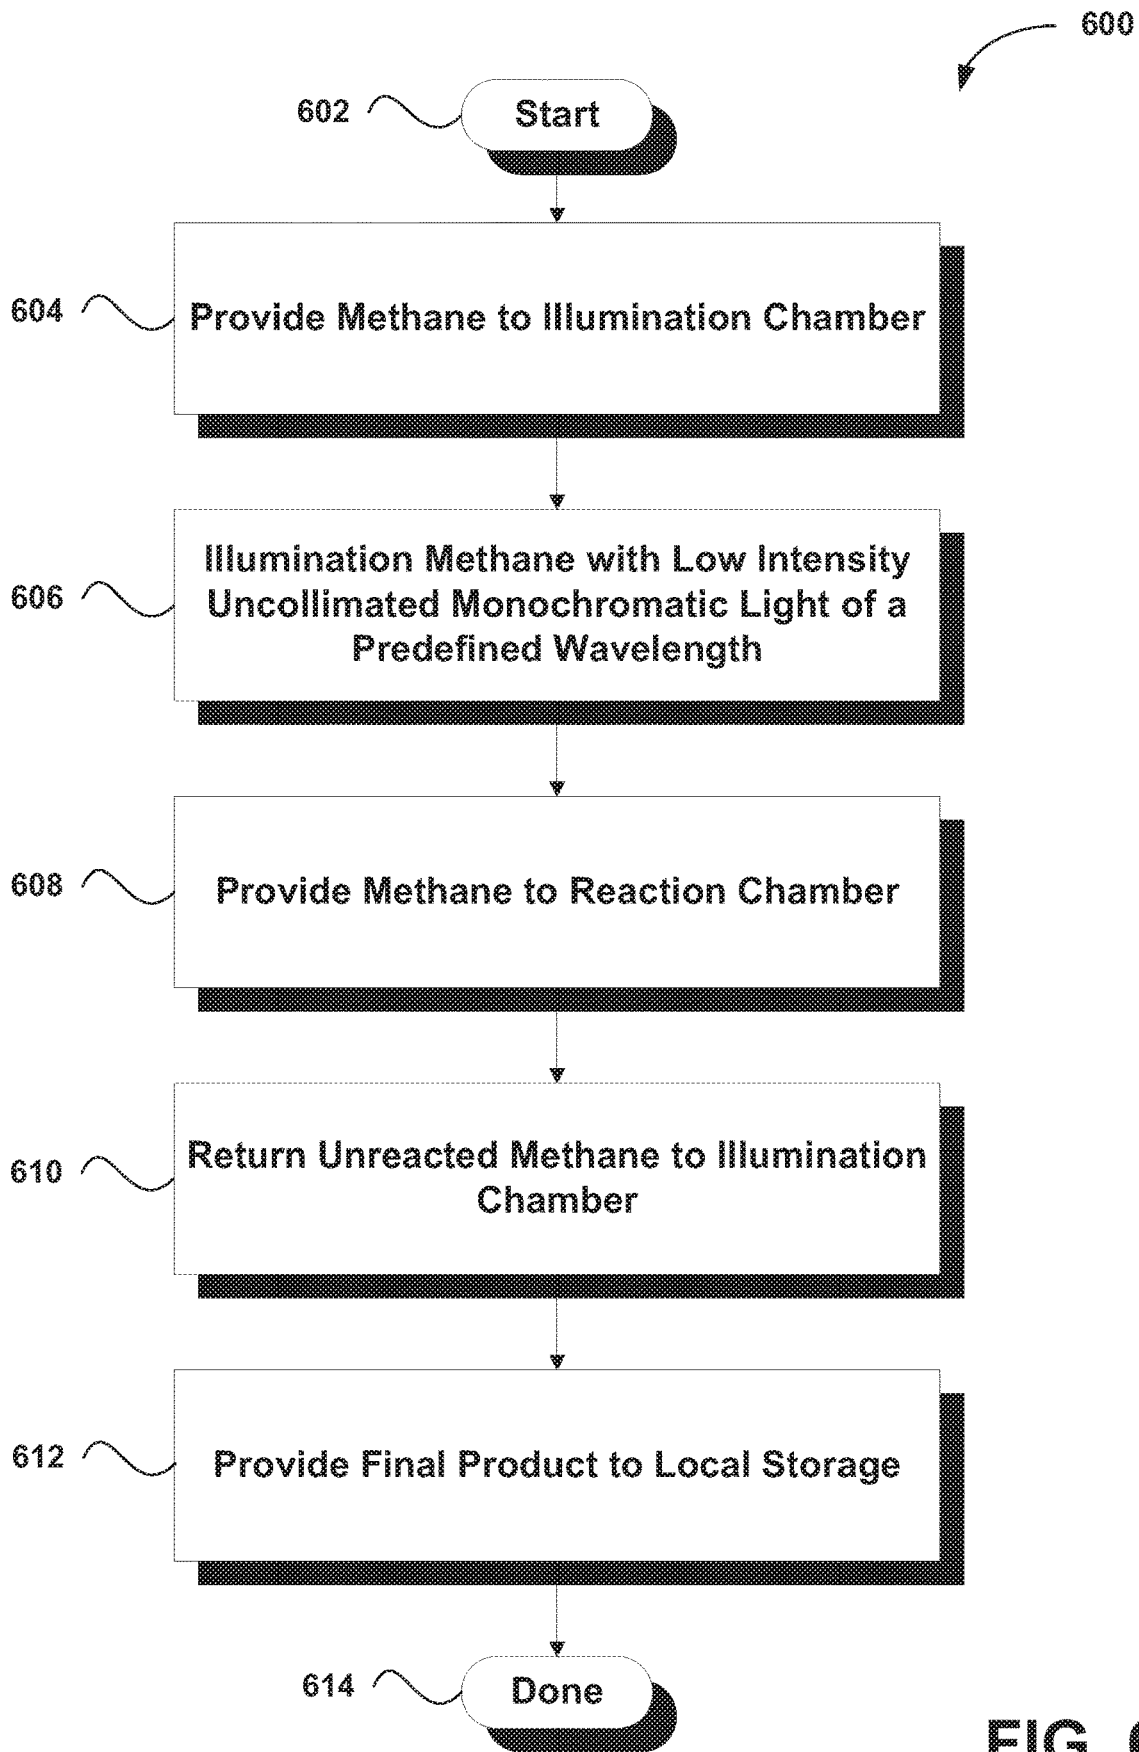 600
602
Start
604
Provide Methane to Illumination Chamber
606
Illumination Methane with Low Intensity
Uncollimated Monochromatic Light of a
Predefined Wavelength
608
Provide Methane to Reaction Chamber
610
Return Unreacted Methane to Illumination
Chamber
612
Provide Final Product to Local Storage
614
Done
FIG.